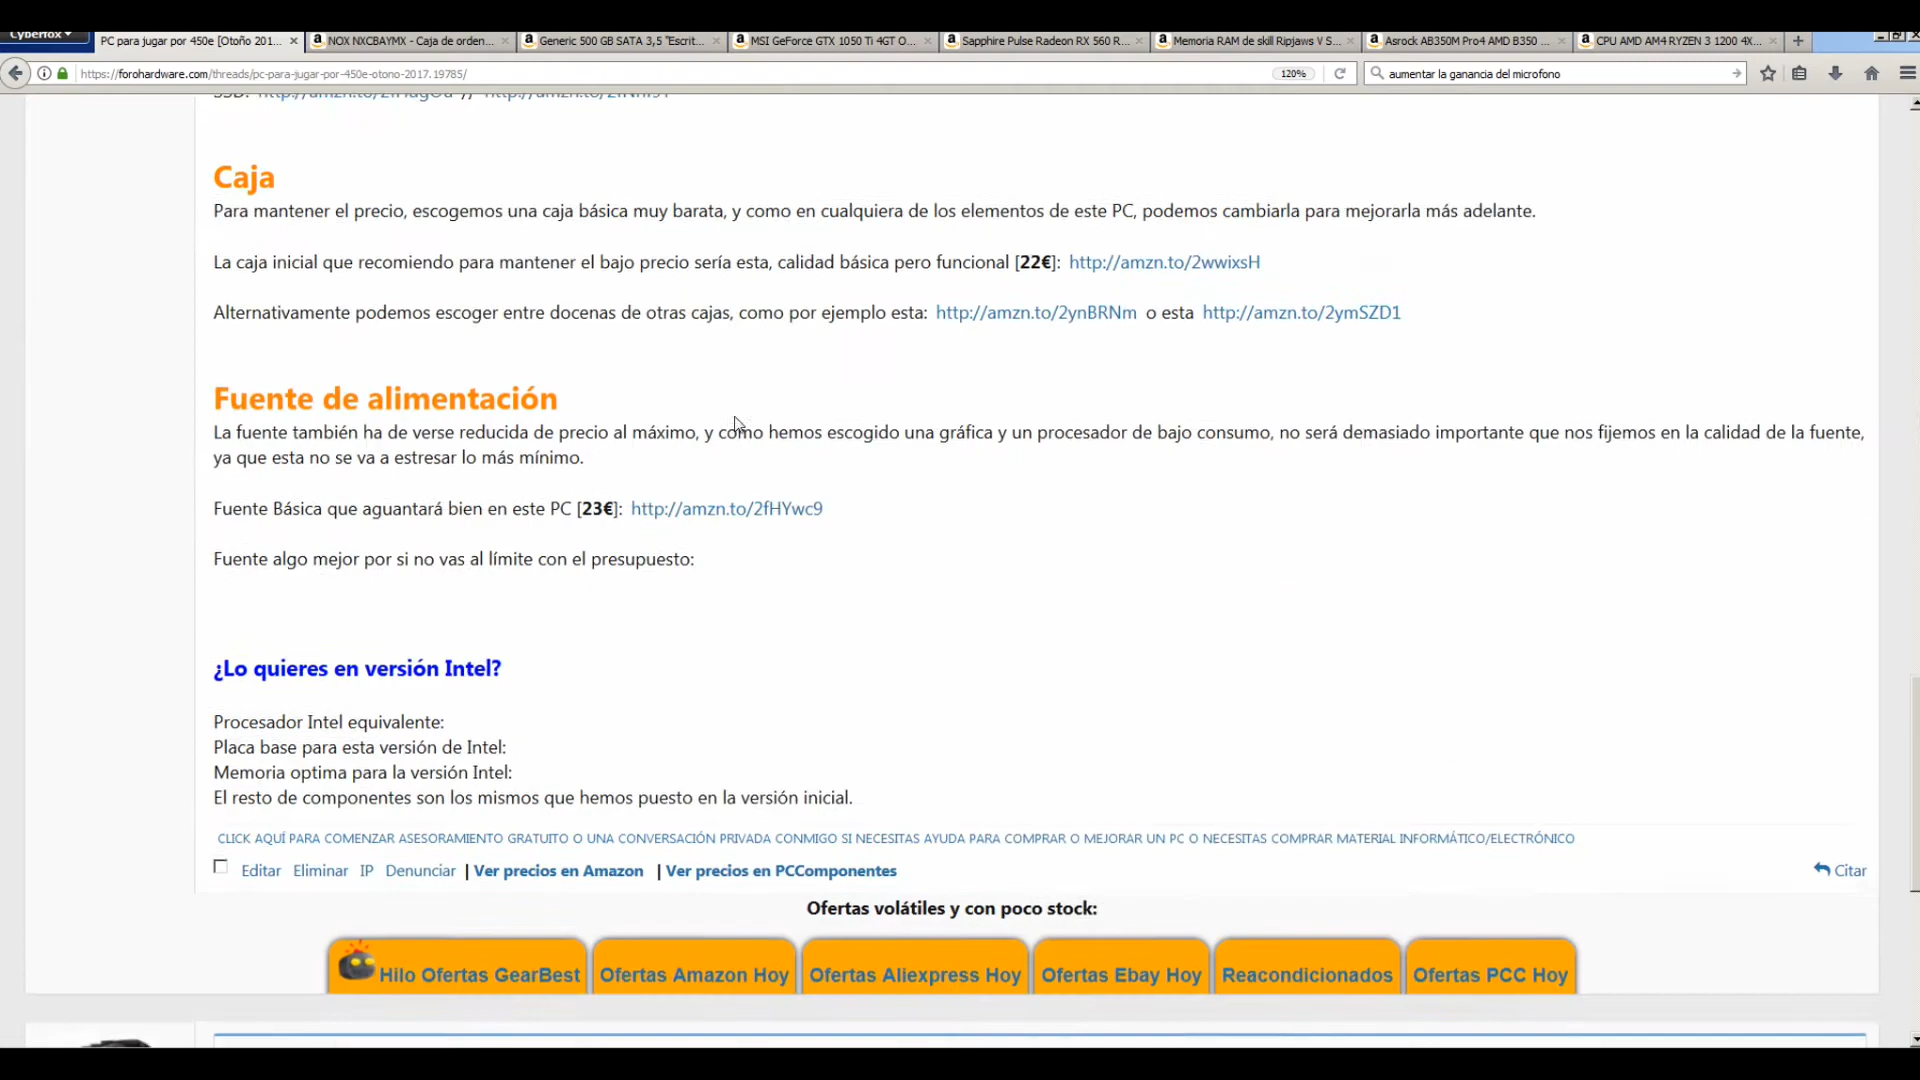 Cyberfox
PC para jugar por 450e [Otoño 201...
NOX NXCBAYMX - Caja de orden...
Generic 500 GB SATA 3,5 "Escrit...
MSI GeForce GTX 1050 Ti 4GT O...
Sapphire Pulse Radeon RX 560 R...
Memoria RAM de skill Ripjaws V S...
Asrock AB350M Pro4 AMD B350 ...
CPU AMD AM4 RYZEN 3 1200 4X...
https://forohardware.com/threads/pc-para-jugar-por-450e-otono-2017.19785/
120%
aumentar la ganancia del microfono
Caja
Para mantener el precio, escogemos una caja básica muy barata, y como en cualquiera de los elementos de este PC, podemos cambiarla para mejorarla más adelante.
La caja inicial que recomiendo para mantener el bajo precio sería esta, calidad básica pero funcional [22€]: http://amzn.to/2wwixsH
Alternativamente podemos escoger entre docenas de otras cajas, como por ejemplo esta: http://amzn.to/2ynBRNm o esta http://amzn.to/2ymSZD1
Fuente de alimentación
La fuente también ha de verse reducida de precio al máximo, y como hemos escogido una gráfica y un procesador de bajo consumo, no será demasiado importante que nos fijemos en la calidad de la fuente,
ya que esta no se va a estresar lo más mínimo.
Fuente Básica que aguantará bien en este PC [23€]: http://amzn.to/2fHYwc9
Fuente algo mejor por si no vas al límite con el presupuesto:
¿Lo quieres en versión Intel?
Procesador Intel equivalente:
Placa base para esta versión de Intel:
Memoria optima para la versión Intel:
El resto de componentes son los mismos que hemos puesto en la versión inicial.
CLICK AQUÍ PARA COMENZAR ASESORAMIENTO GRATUITO O UNA CONVERSACIÓN PRIVADA CONMIGO SI NECESITAS AYUDA PARA COMPRAR O MEJORAR UN PC O NECESITAS COMPRAR MATERIAL INFORMÁTICO/ELECTRÓNICO
Editar Eliminar IP Denunciar | Ver precios en Amazon | Ver precios en PCComponentes
Citar
Ofertas volátiles y con poco stock:
Hilo Ofertas GearBest
Ofertas Amazon Hoy
Ofertas Aliexpress Hoy
Ofertas Ebay Hoy
Reacondicionados
Ofertas PCC Hoy